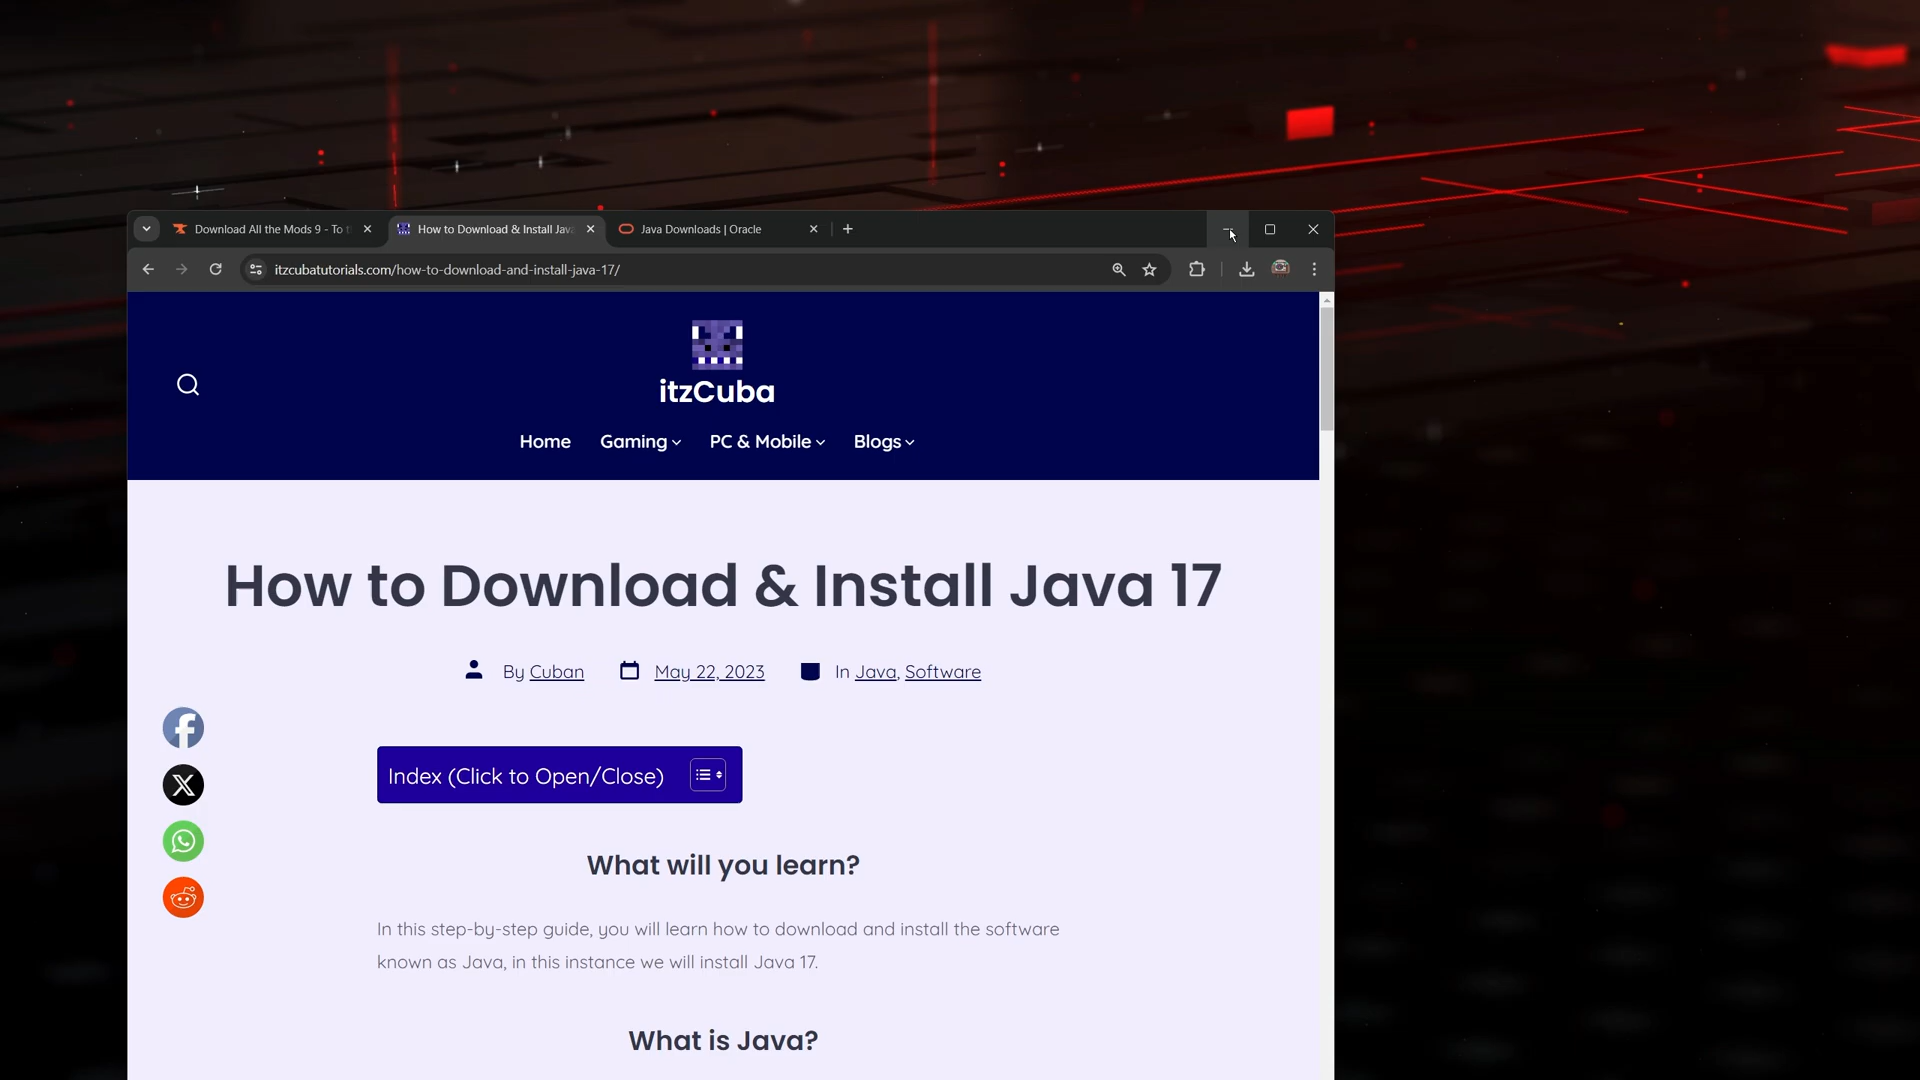 Download All the Mods 9 - To t
How to Download & Install Jav
Java Downloads | Oracle
itzcubatutorials.com/how-to-download-and-install-java-17/
itzCuba
Home Gaming PC & Mobile Blogs
How to Download & Install Java 17
By Cuban May 22, 2023 In Java, Software
Index (Click to Open/Close)
What will you learn?
In this step-by-step guide, you will learn how to download and install the software
known as Java, in this instance we will install Java 17.
What is Java?